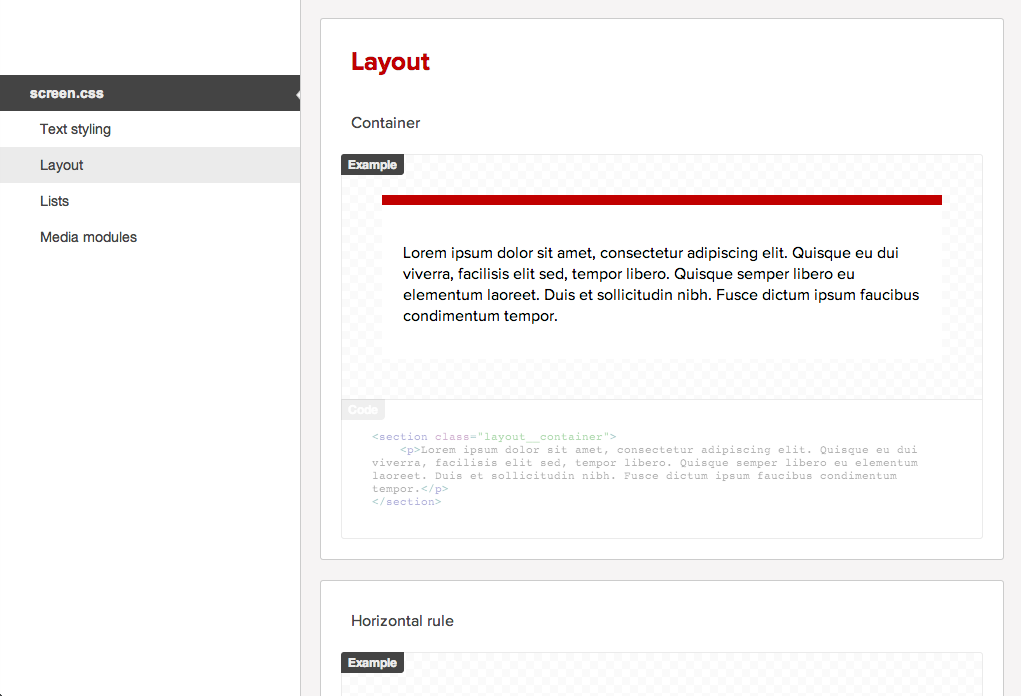 screen.css
Text styling
Layout
Lists
Media modules
Layout
Container
Example
Lorem ipsum dolor sit amet, consectetur adipiscing elit. Quisque eu dui
viverra, facilisis elit sed, tempor libero. Quisque semper libero eu
elementum laoreet. Duis et sollicitudin nibh. Fusce dictum ipsum faucibus
condimentum tempor.
Code
<section class="layout__container">
    <p>Lorem ipsum dolor sit amet, consectetur adipiscing elit. Quisque eu dui
viverra, facilisis elit sed, tempor libero. Quisque semper libero eu elementum
laoreet. Duis et sollicitudin nibh. Fusce dictum ipsum faucibus condimentum
tempor.</p>
</section>
Horizontal rule
Example